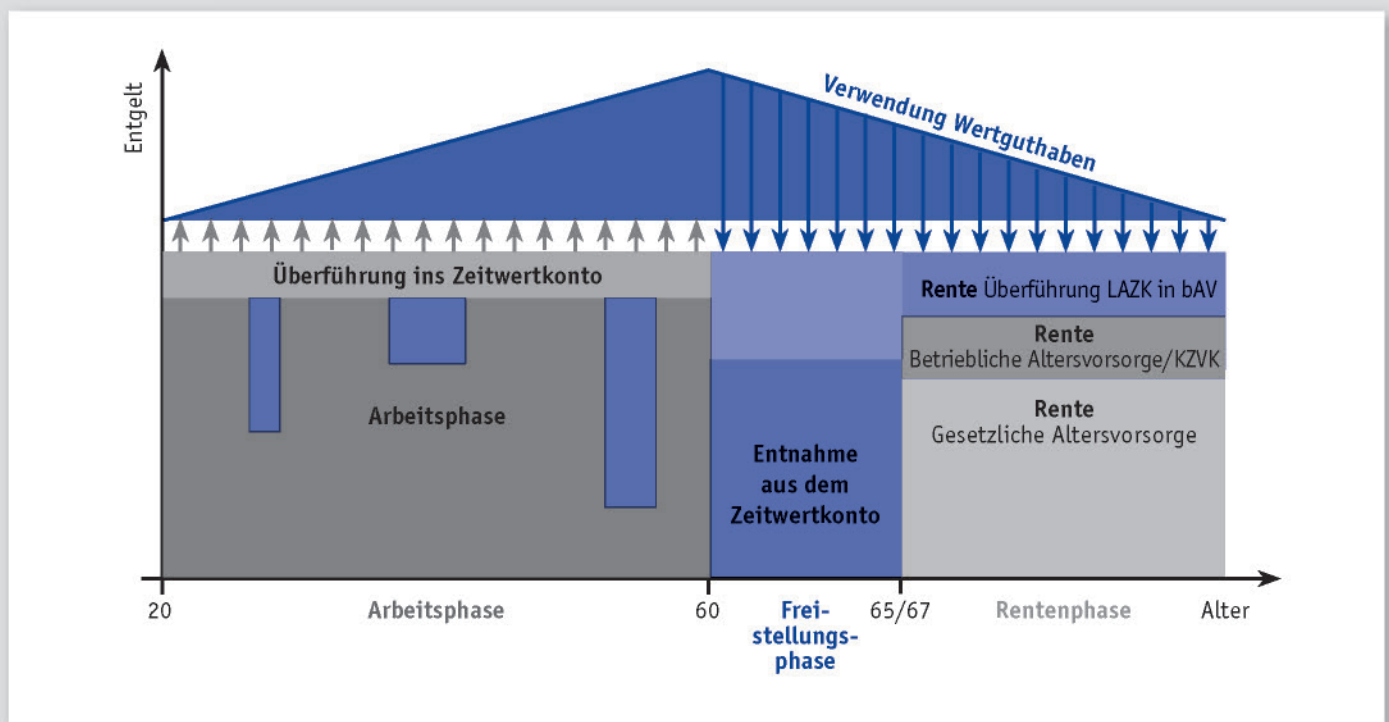 Entgelt
Verwendung Wertguthaben
Überführung ins Zeitwertkonto
Rente Überführung LAZK in bAV
Rente
Betriebliche Altersvorsorge/KZVK
Arbeitsphase
Rente
Gesetzliche Altersvorsorge
Entnahme
aus dem
Zeitwertkonto
20
Arbeitsphase
60
Frei-
stellungs-
phase
65/67
Rentenphase
Alter